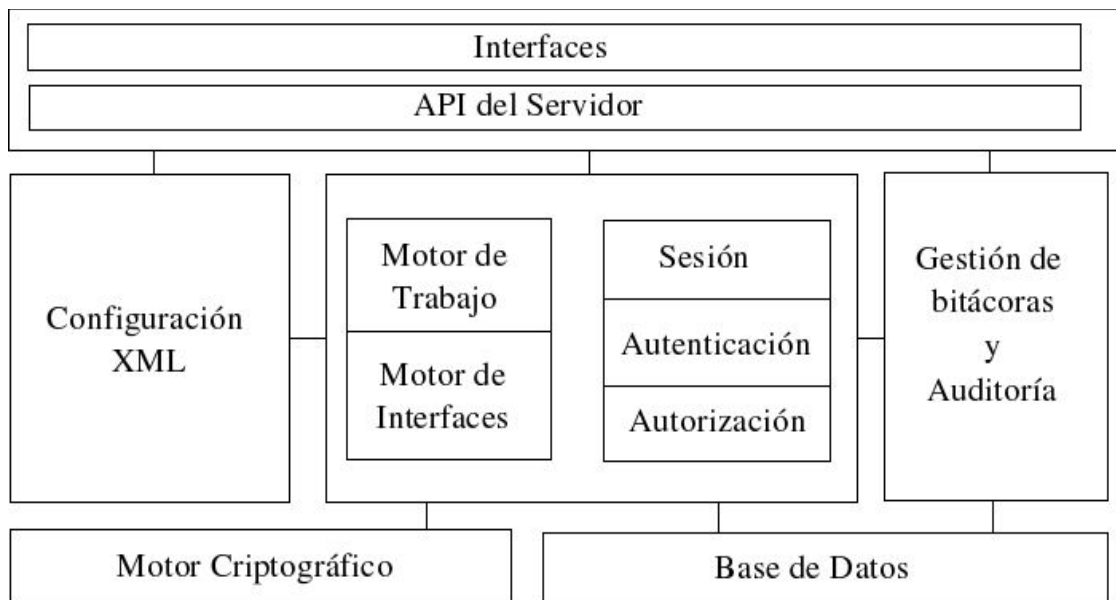 Interfaces
API del Servidor
Configuración
XML
Motor de
Trabajo
Motor de
Interfaces
Sesión
Autenticación
Autorización
Gestión de
bitácoras
y
Auditoría
Motor Criptográfico
Base de Datos